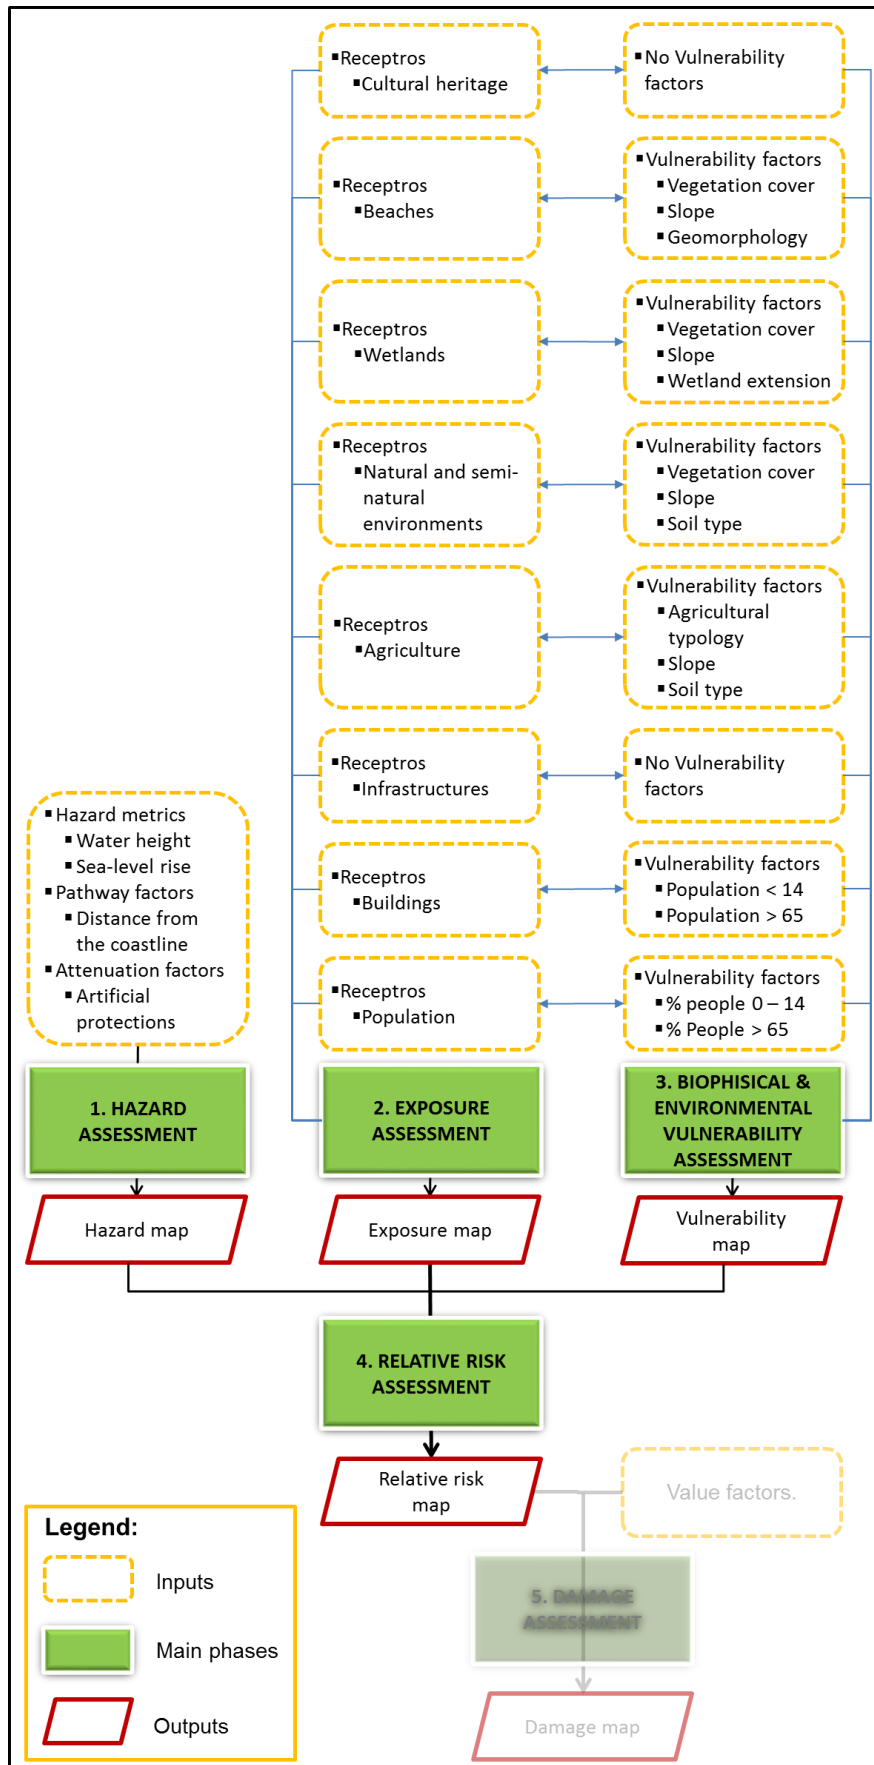 ▪Receptros
▪Cultural heritage
▪No Vulnerability
factors
▪Receptros
▪Beaches
▪Vulnerability factors
▪Vegetation cover
▪Slope
▪Geomorphology
▪Receptros
▪Wetlands
▪Vulnerability factors
▪Vegetation cover
▪Slope
▪Wetland extension
▪Receptros
▪Natural and semi-
natural
environments
▪Vulnerability factors
▪Vegetation cover
▪Slope
▪Soil type
▪Receptros
▪Agriculture
▪Vulnerability factors
▪Agricultural
typology
▪Slope
▪Soil type
▪Receptros
▪Infrastructures
▪No Vulnerability
factors
▪Receptros
▪Buildings
▪Vulnerability factors
▪Population < 14
▪Population > 65
▪Receptros
▪Population
▪Vulnerability factors
▪% people 0 – 14
▪% People > 65
▪Hazard metrics
▪Water height
▪Sea-level rise
▪Pathway factors
▪Distance from
the coastline
▪Attenuation factors
▪Artificial
protections
1. HAZARD
ASSESSMENT
2. EXPOSURE
ASSESSMENT
3. BIOPHISICAL &
ENVIRONMENTAL
VULNERABILITY
ASSESSMENT
Hazard map
Exposure map
Vulnerability
map
4. RELATIVE RISK
ASSESSMENT
Relative risk
map
Value factors.
5. DAMAGE
ASSESSMENT
Damage map
Legend:
Inputs
Main phases
Outputs